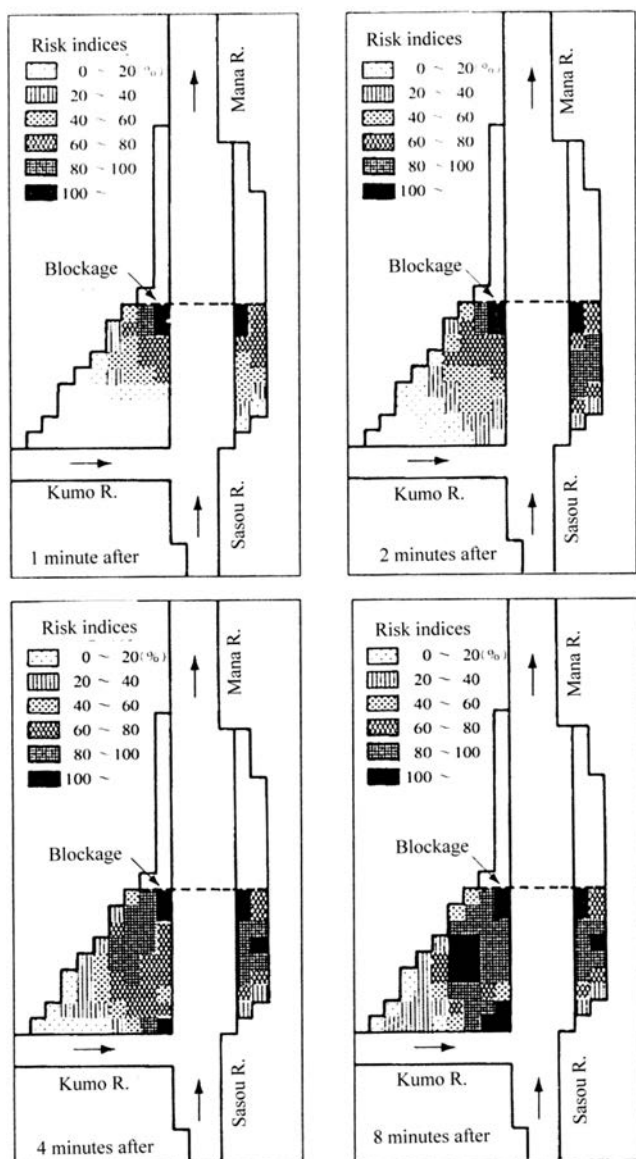 Risk indices
0 ~ 20 (%)
20 ~ 40
40 ~ 60
60 ~ 80
80 ~ 100
100 ~
Mana R.
Blockage
Kumo R.
Sasou R.
1 minute after
Risk indices
0 ~ 20 (%)
20 ~ 40
40 ~ 60
60 ~ 80
80 ~ 100
100 ~
Mana R.
Blockage
Kumo R.
Sasou R.
2 minutes after
Risk indices
0 ~ 20 (%)
20 ~ 40
40 ~ 60
60 ~ 80
80 ~ 100
100 ~
Mana R.
Blockage
Kumo R.
Sasou R.
4 minutes after
Risk indices
0 ~ 20 (%)
20 ~ 40
40 ~ 60
60 ~ 80
80 ~ 100
100 ~
Mana R.
Blockage
Kumo R.
Sasou R.
8 minutes after